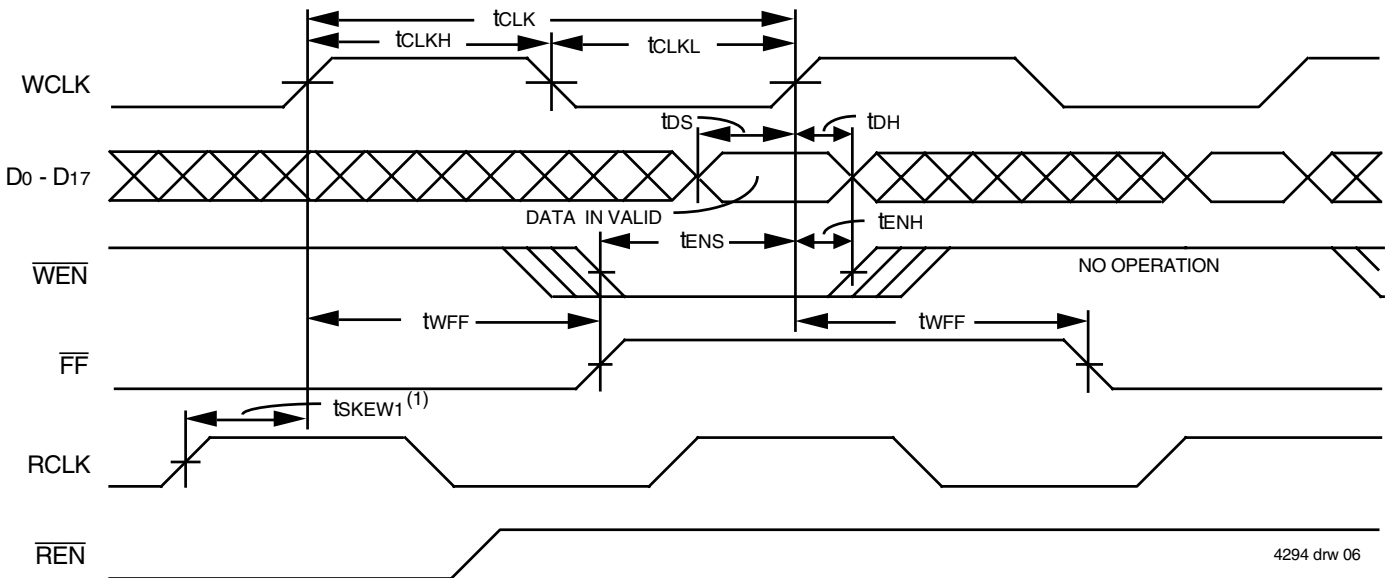 tCLK
tCLKH
tCLKL
WCLK
tDS
tDH
D0 - D17
DATA IN VALID
tENS
tENH
WEN
NO OPERATION
tWFF
tWFF
FF
tSKEW1(1)
RCLK
REN
4294 drw 06